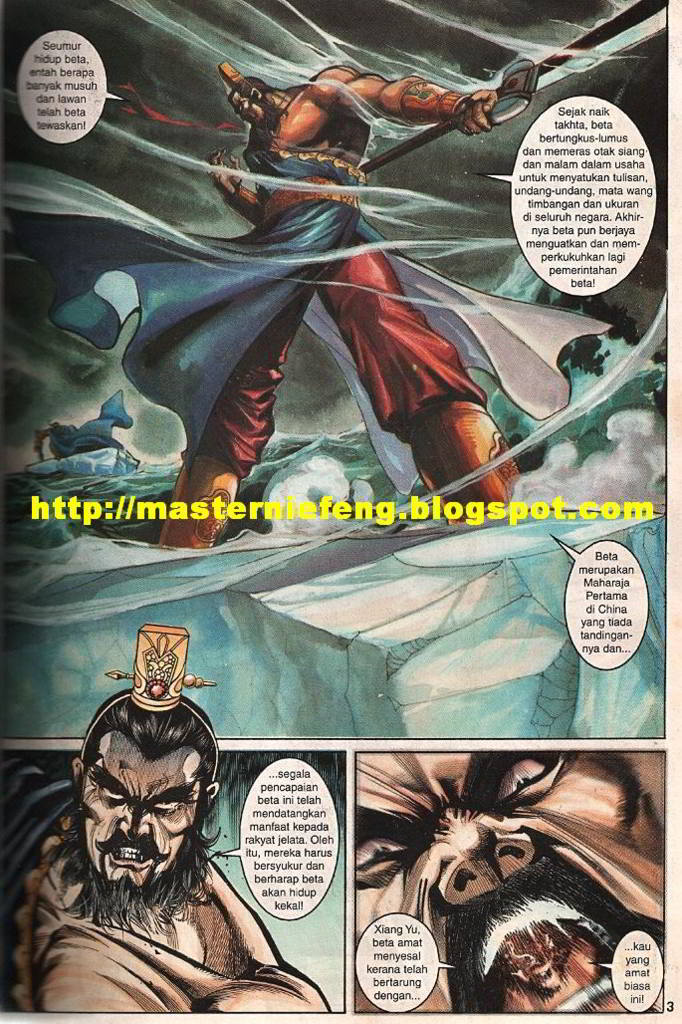 Seumur
hidup beta,
entah berapa
banyak musuh
dan lawan
telah beta
tewaskan!
Sejak naik
takhta, beta
bertungkus-lumus
dan memeras otak siang
dan malam dalam usaha
untuk menyatukan tulisan,
undang-undang, mata wang
timbangan dan ukuran
di seluruh negara. Akhir-
nya beta pun berjaya
menguatkan dan mem-
perkukuhkan lagi
pemerintahan
beta!
http://masterniefeng.blogspot.com
Beta
merupakan
Maharaja
Pertama
di China
yang tiada
tandingan-
nya dan...
...segala
pencapaian
beta ini telah
mendatangkan
manfaat kepada
rakyat jelata. Oleh
itu, mereka harus
bersyukur dan
berharap beta
akan hidup
kekal!
Xiang Yu,
beta amat
menyesal
kerana telah
bertarung
dengan...
...kau
yang
amat
biasa
ini!
3